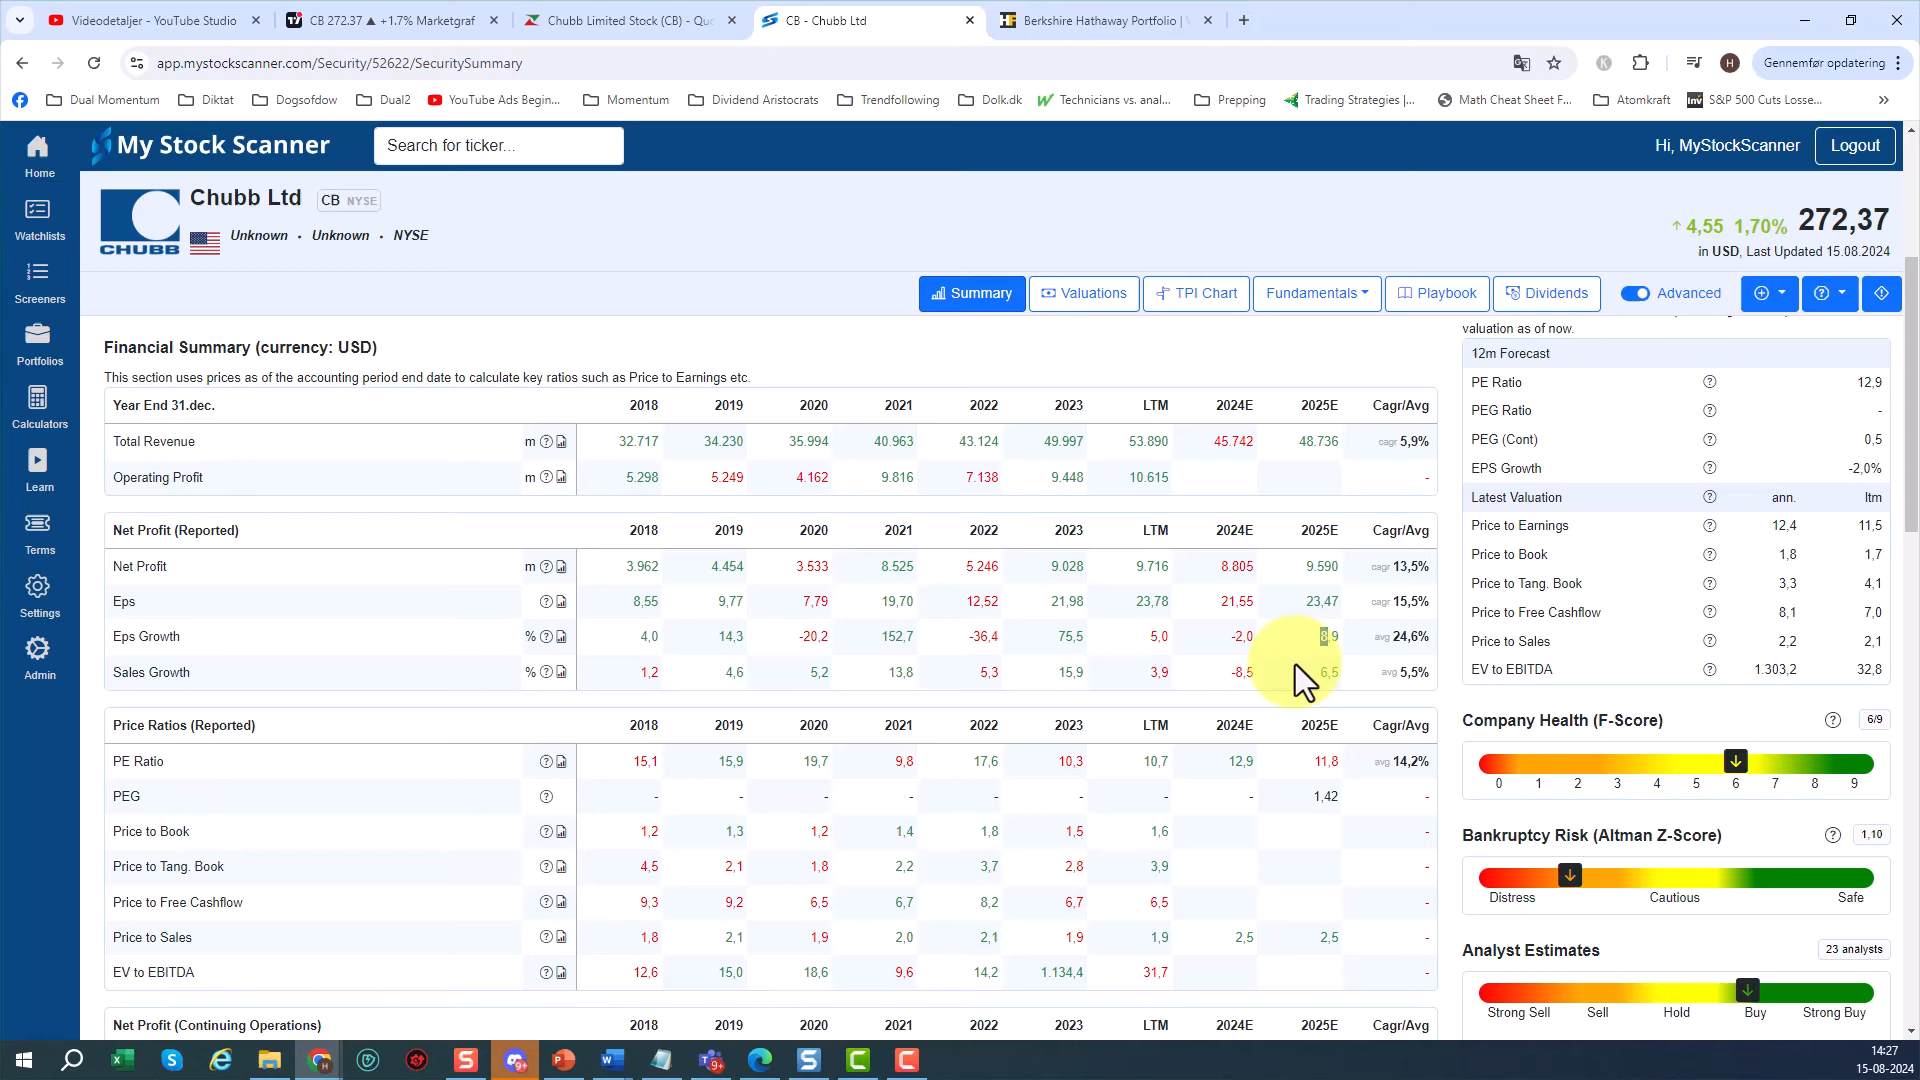 Videodetaljer - YouTube Studio
CB 272.37 ▲ +1.7% Marketgraf
Chubb Limited Stock (CB) - Quo
CB - Chubb Ltd
Berkshire Hathaway Portfolio |
app.mystockscanner.com/Security/52622/SecuritySummary
Gennemfør opdatering
Dual Momentum
Diktat
Dogsofdow
Dual2
YouTube Ads Begin...
Momentum
Dividend Aristocrats
Trendfollowing
Dolk.dk
Technicians vs. anal...
Prepping
Trading Strategies |...
Math Cheat Sheet F...
Atomkraft
S&P 500 Cuts Losse...
My Stock Scanner
Search for ticker...
Hi, MyStockScanner
Logout
Home
Watchlists
Screeners
Portfolios
Calculators
Learn
Terms
Settings
Admin
CHUBB
Chubb Ltd
CB NYSE
Unknown • Unknown • NYSE
4,55 1,70% 272,37
in USD, Last Updated 15.08.2024
Summary
Valuations
TPI Chart
Fundamentals
Playbook
Dividends
Advanced
Financial Summary (currency: USD)
This section uses prices as of the accounting period end date to calculate key ratios such as Price to Earnings etc.
Year End 31.dec. 2018 2019 2020 2021 2022 2023 LTM 2024E 2025E Cagr/Avg
Total Revenue m 32.717 34.230 35.994 40.963 43.124 49.997 53.890 45.742 48.736 cagr 5,9%
Operating Profit m 5.298 5.249 4.162 9.816 7.138 9.448 10.615 -
Net Profit (Reported) 2018 2019 2020 2021 2022 2023 LTM 2024E 2025E Cagr/Avg
Net Profit m 3.962 4.454 3.533 8.525 5.246 9.028 9.716 8.805 9.590 cagr 13,5%
Eps 8,55 9,77 7,79 19,70 12,52 21,98 23,78 21,55 23,47 cagr 15,5%
Eps Growth % 4,0 14,3 -20,2 152,7 -36,4 75,5 5,0 -2,0 8,9 avg 24,6%
Sales Growth % 1,2 4,6 5,2 13,8 5,3 15,9 3,9 -8,5 6,5 avg 5,5%
Price Ratios (Reported) 2018 2019 2020 2021 2022 2023 LTM 2024E 2025E Cagr/Avg
PE Ratio 15,1 15,9 19,7 9,8 17,6 10,3 10,7 12,9 11,8 avg 14,2%
PEG - - - - - - - - 1,42 -
Price to Book 1,2 1,3 1,2 1,4 1,8 1,5 1,6 -
Price to Tang. Book 4,5 2,1 1,8 2,2 3,7 2,8 3,9 -
Price to Free Cashflow 9,3 9,2 6,5 6,7 8,2 6,7 6,5 -
Price to Sales 1,8 2,1 1,9 2,0 2,1 1,9 1,9 2,5 2,5 -
EV to EBITDA 12,6 15,0 18,6 9,6 14,2 1.134,4 31,7 -
Net Profit (Continuing Operations) 2018 2019 2020 2021 2022 2023 LTM 2024E 2025E Cagr/Avg
valuation as of now.
12m Forecast
PE Ratio 12,9
PEG Ratio -
PEG (Cont) 0,5
EPS Growth -2,0%
Latest Valuation ann. ltm
Price to Earnings 12,4 11,5
Price to Book 1,8 1,7
Price to Tang. Book 3,3 4,1
Price to Free Cashflow 8,1 7,0
Price to Sales 2,2 2,1
EV to EBITDA 1.303,2 32,8
Company Health (F-Score) 6/9
0 1 2 3 4 5 6 7 8 9
Bankruptcy Risk (Altman Z-Score) 1,10
Distress Cautious Safe
Analyst Estimates 23 analysts
Strong Sell Sell Hold Buy Strong Buy
14:27
15-08-2024